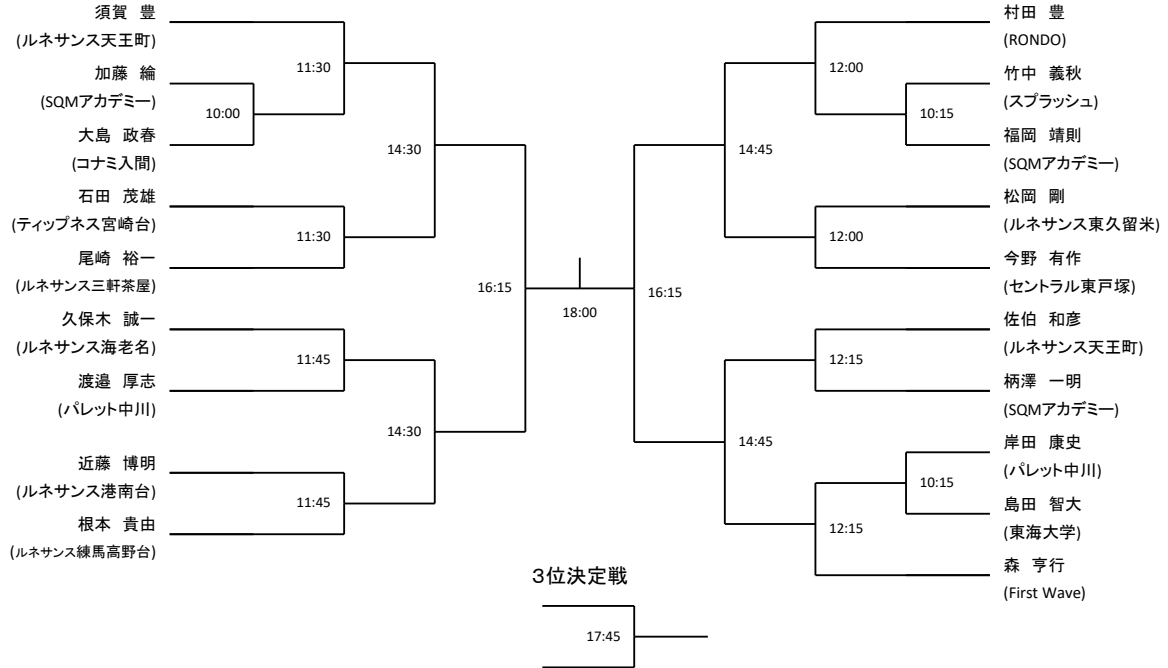 須賀 豊
(ルネサンス天王町)
11:30
加藤 綸
(SQMアカデミー)
10:00
大島 政春
(コナミ入間)
14:30
石田 茂雄
(ティップネス宮崎台)
11:30
尾崎 裕一
(ルネサンス三軒茶屋)
16:15
久保木 誠一
(ルネサンス海老名)
11:45
渡邉 厚志
(パレット中川)
14:30
近藤 博明
(ルネサンス港南台)
11:45
根本 貴由
(ルネサンス練馬高野台)
18:00
村田 豊
(RONDO)
12:00
竹中 義秋
(スプラッシュ)
10:15
福岡 靖則
(SQMアカデミー)
14:45
松岡 剛
(ルネサンス東久留米)
12:00
今野 有作
(セントラル東戸塚)
16:15
佐伯 和彦
(ルネサンス天王町)
12:15
柄澤 一明
(SQMアカデミー)
14:45
岸田 康史
(パレット中川)
10:15
島田 智大
(東海大学)
12:15
森 亨行
(First Wave)
３位決定戦
17:45